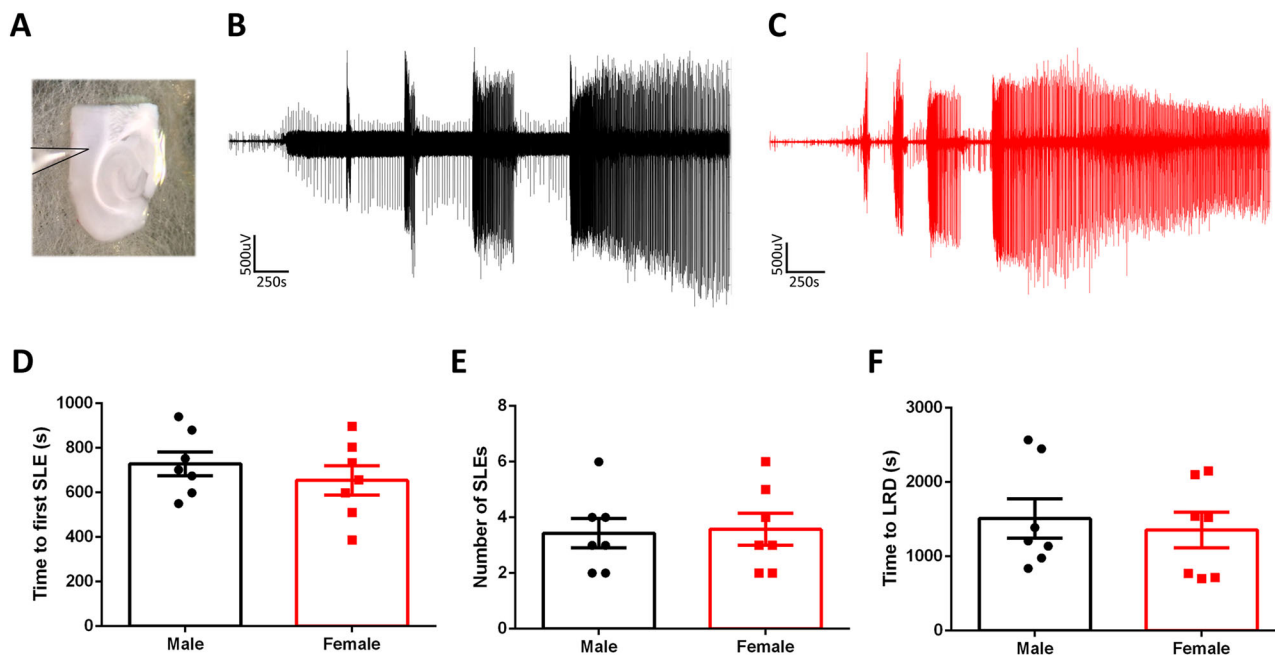 A
B
C
500uV
250s
500uV
250s
D
E
F
Time to first SLE (s)
1000
800
600
400
200
0
Male
Female
Number of SLEs
8
6
4
2
0
Male
Female
Time to LRD (s)
3000
2000
1000
0
Male
Female